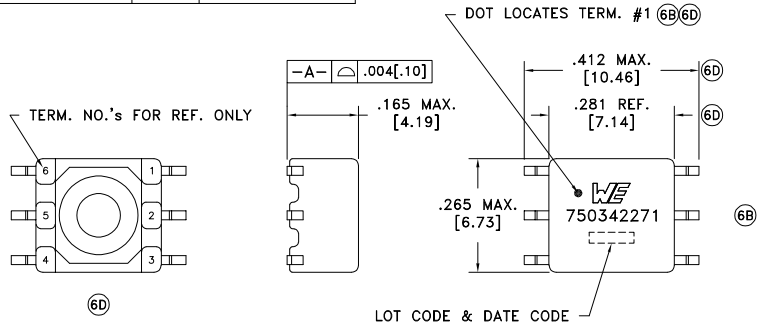 DOT LOCATES TERM. #1 6B 6D
-A- ⌓ .004[.10]
.412 MAX.
[10.46]
6D
TERM. NO.'s FOR REF. ONLY
.165 MAX.
[4.19]
.281 REF.
[7.14]
6D
6 1
5 2
4 3
.265 MAX.
[6.73]
WE
750342271
6B
6D
LOT CODE & DATE CODE